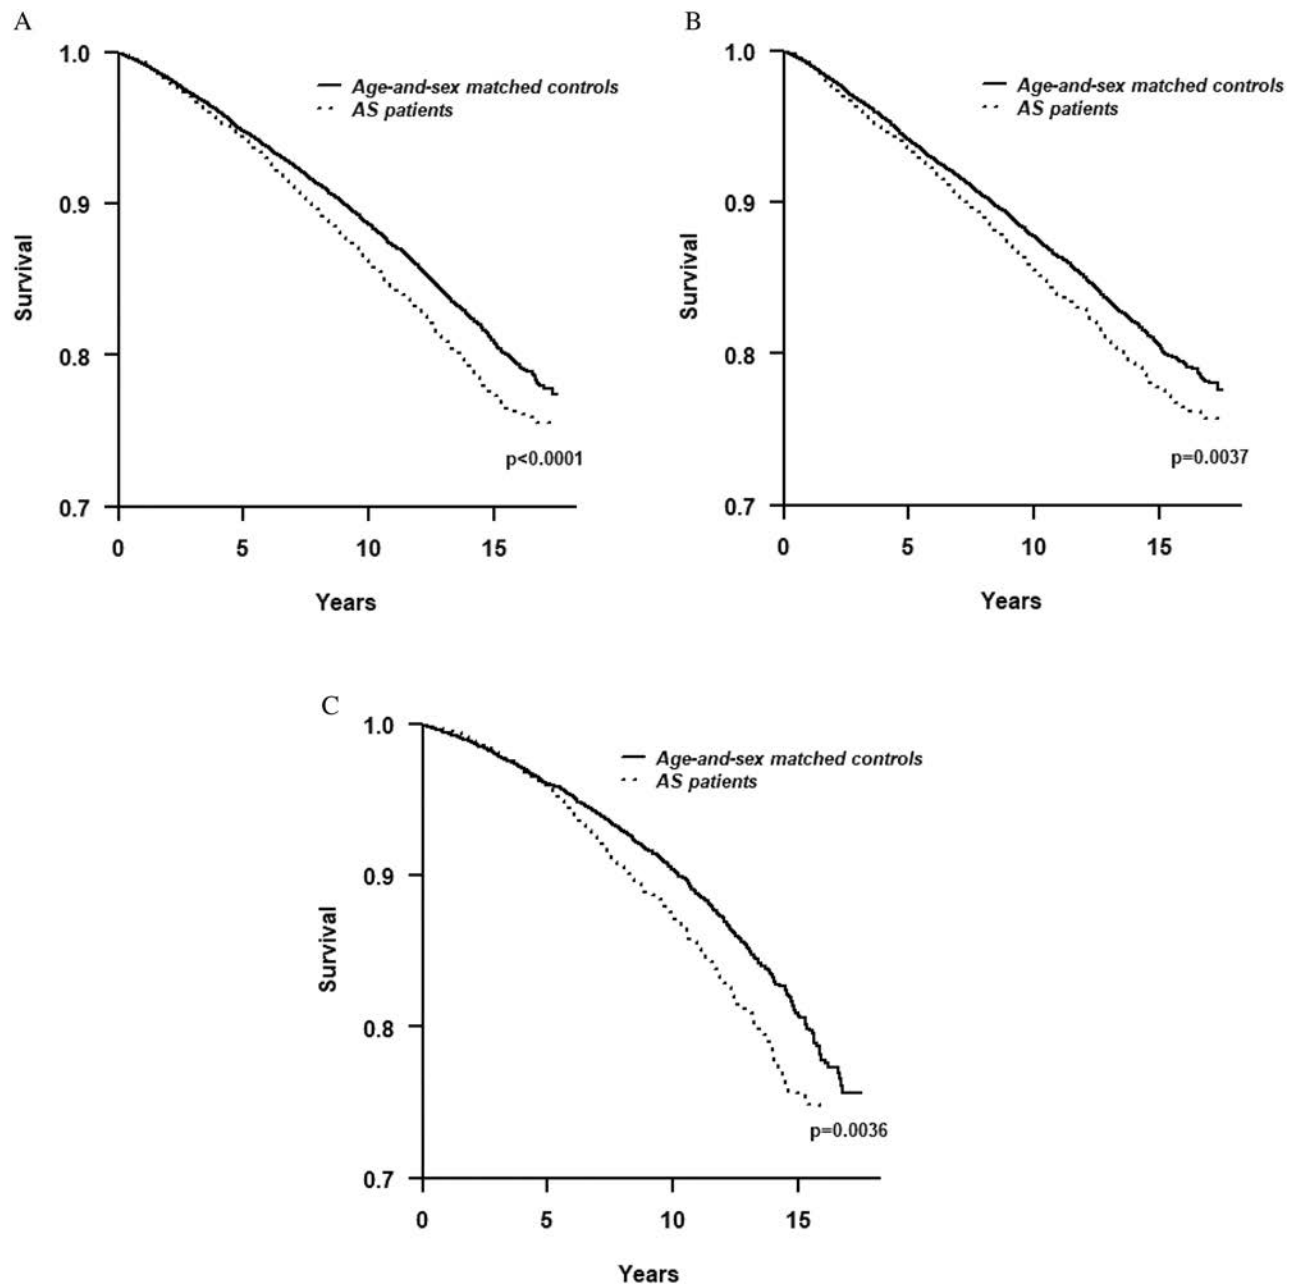 A
1.0
0.9
0.8
0.7
Survival
0 5 10 15
Years
Age-and-sex matched controls
AS patients
p<0.0001
B
1.0
0.9
0.8
0.7
Survival
0 5 10 15
Years
Age-and-sex matched controls
AS patients
p=0.0037
C
1.0
0.9
0.8
0.7
Survival
0 5 10 15
Years
Age-and-sex matched controls
AS patients
p=0.0036